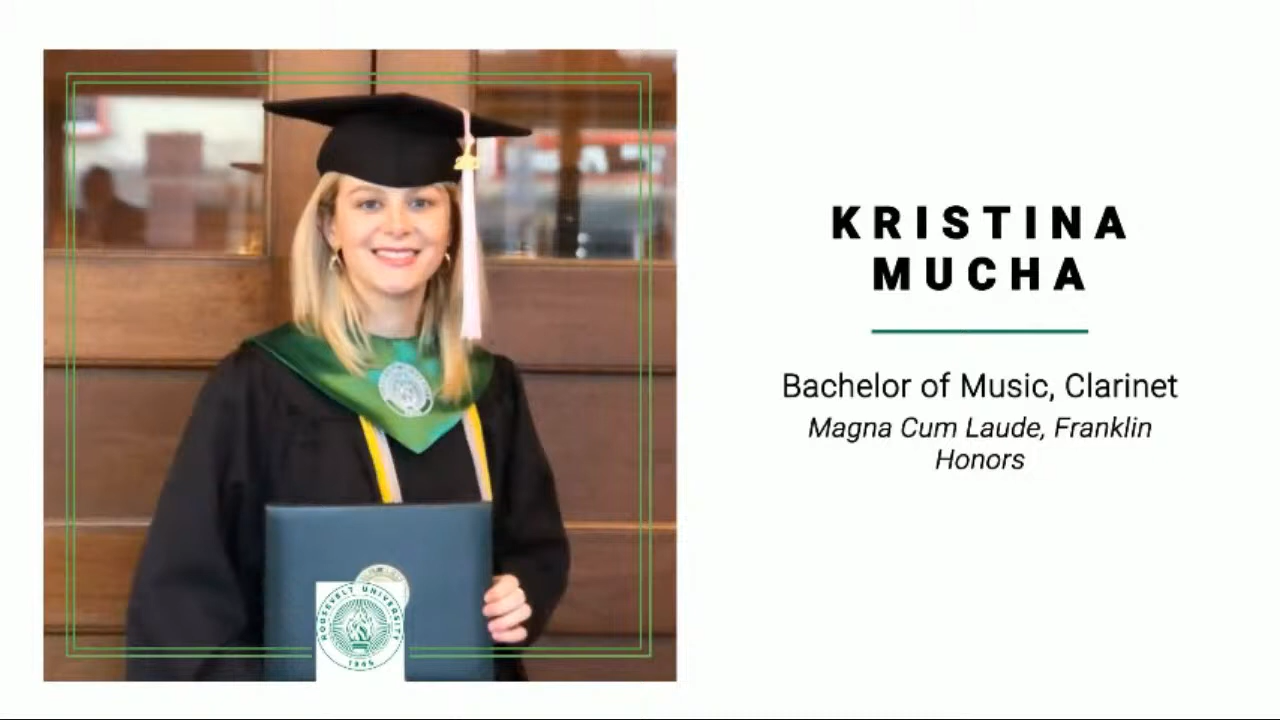 KRISTINA
MUCHA
Bachelor of Music, Clarinet
Magna Cum Laude, Franklin
Honors
ROOSEVELT UNIVERSITY
1945